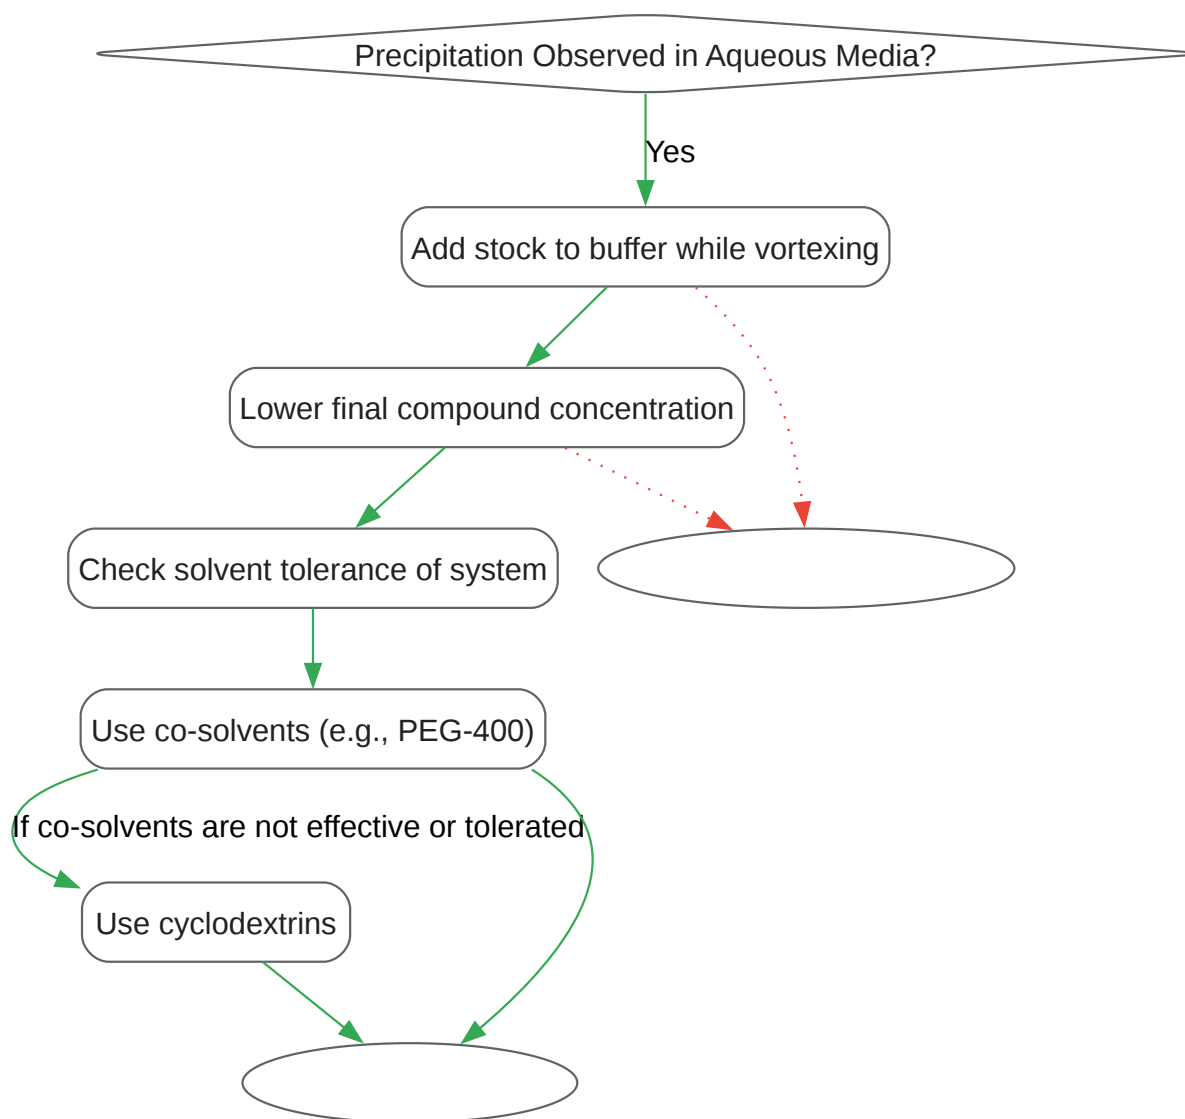 Precipitation Observed in Aqueous Media?
Yes
Add stock to buffer while vortexing
Lower final compound concentration
Check solvent tolerance of system
Use co-solvents (e.g., PEG-400)
If co-solvents are not effective or tolerated
Use cyclodextrins